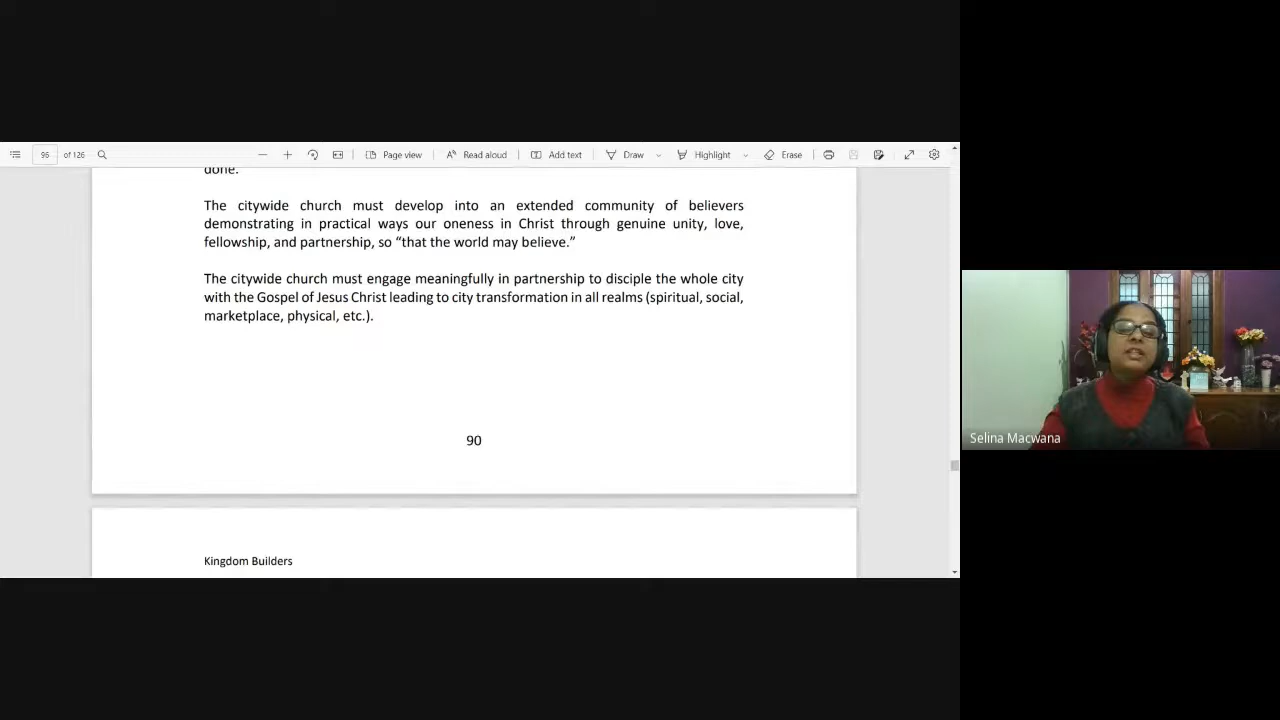 96 of 126 Page view Read aloud Add text Draw Highlight Erase
done.
The citywide church must develop into an extended community of believers
demonstrating in practical ways our oneness in Christ through genuine unity, love,
fellowship, and partnership, so “that the world may believe.”
The citywide church must engage meaningfully in partnership to disciple the whole city
with the Gospel of Jesus Christ leading to city transformation in all realms (spiritual, social,
marketplace, physical, etc.).
90
Kingdom Builders
Selina Macwana